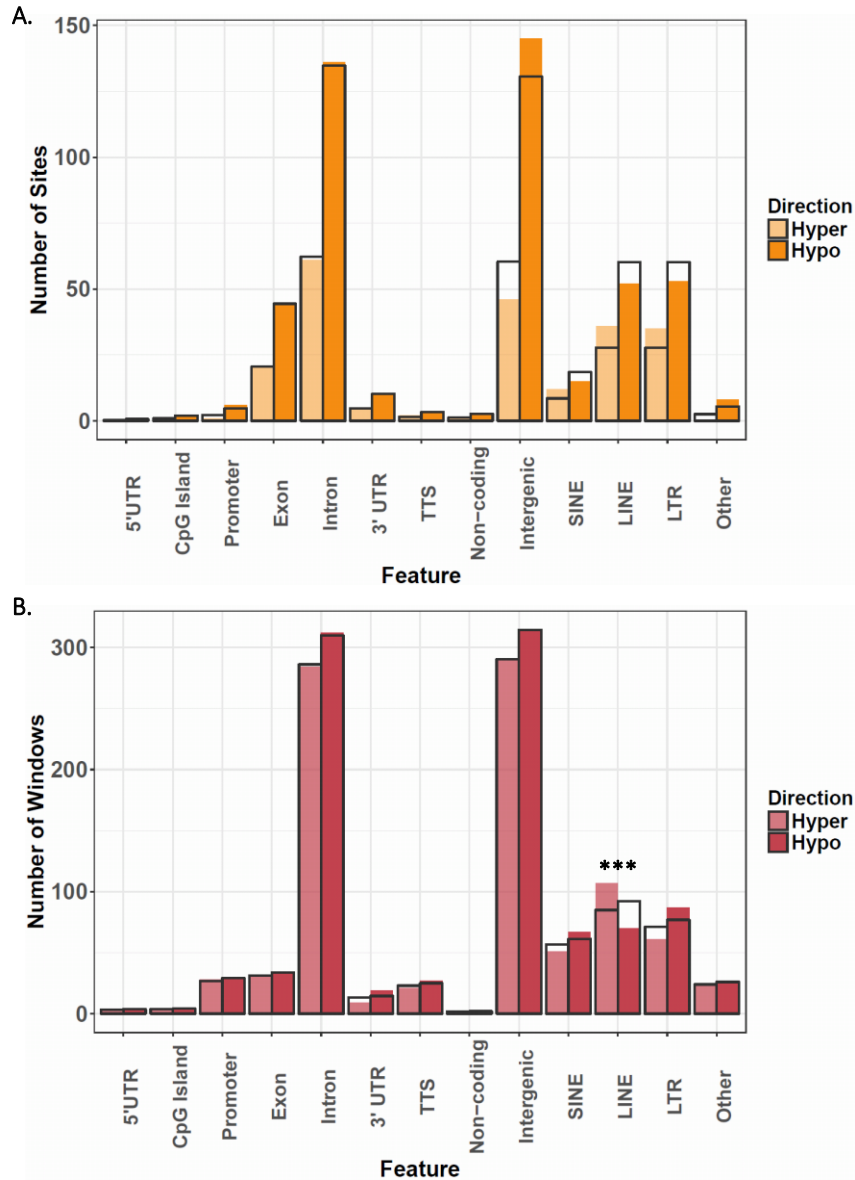 A.
150
100
50
0
Number of Sites
5'UTR
CpG Island
Promoter
Exon
Intron
3' UTR
TTS
Non−coding
Intergenic
SINE
LINE
LTR
Other
Feature
Direction
Hyper
Hypo
B.
300
200
100
0
Number of Windows
***
5'UTR
CpG Island
Promoter
Exon
Intron
3' UTR
TTS
Non−coding
Intergenic
SINE
LINE
LTR
Other
Feature
Direction
Hyper
Hypo